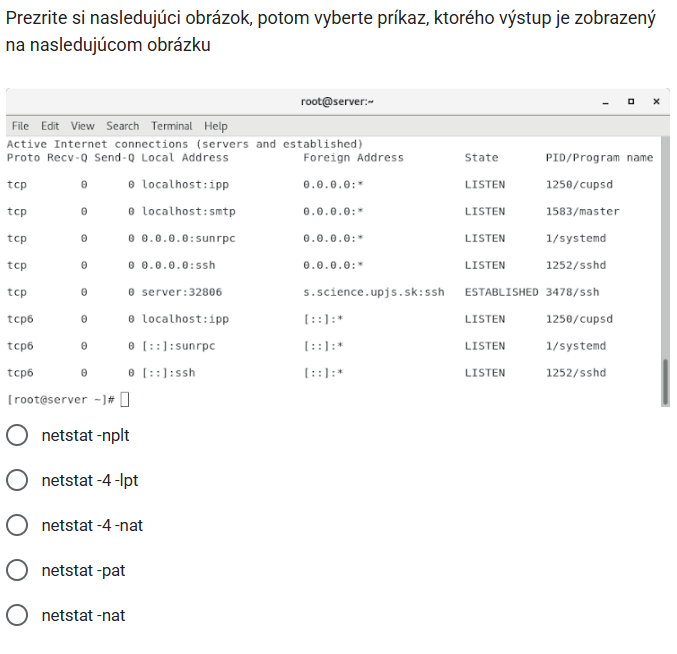 Prezrite si nasledujúci obrázok, potom vyberte príkaz, ktorého výstup je zobrazený
na nasledujúcom obrázku
root@server:~
File Edit View Search Terminal Help
Active Internet connections (servers and established)
Proto Recv-Q Send-Q Local Address Foreign Address State PID/Program name
tcp 0 0 localhost:ipp 0.0.0.0:* LISTEN 1250/cupsd
tcp 0 0 localhost:smtp 0.0.0.0:* LISTEN 1583/master
tcp 0 0 0.0.0.0:sunrpc 0.0.0.0:* LISTEN 1/systemd
tcp 0 0 0.0.0.0:ssh 0.0.0.0:* LISTEN 1252/sshd
tcp 0 0 server:32806 s.science.upjs.sk:ssh ESTABLISHED 3478/ssh
tcp6 0 0 localhost:ipp [::]:* LISTEN 1250/cupsd
tcp6 0 0 [::]:sunrpc [::]:* LISTEN 1/systemd
tcp6 0 0 [::]:ssh [::]:* LISTEN 1252/sshd
[root@server ~]#
netstat -nplt
netstat -4 -lpt
netstat -4 -nat
netstat -pat
netstat -nat